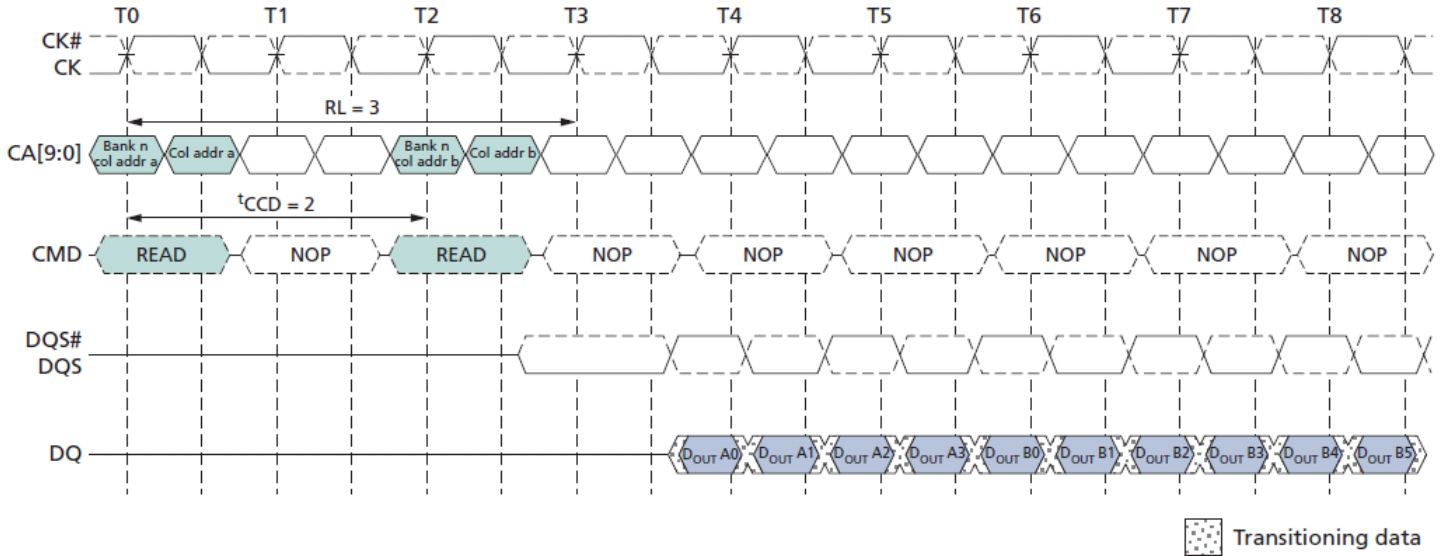 T0 T1 T2 T3 T4 T5 T6 T7 T8
CK#
CK
RL = 3
CA[9:0]
Bank n
col addr a
Col addr a
Bank n
col addr b
Col addr b
tCCD = 2
CMD READ NOP READ NOP NOP NOP NOP NOP NOP
DQS#
DQS
DQ DOUT A0 DOUT A1 DOUT A2 DOUT A3 DOUT B0 DOUT B1 DOUT B2 DOUT B3 DOUT B4 DOUT B5
Transitioning data